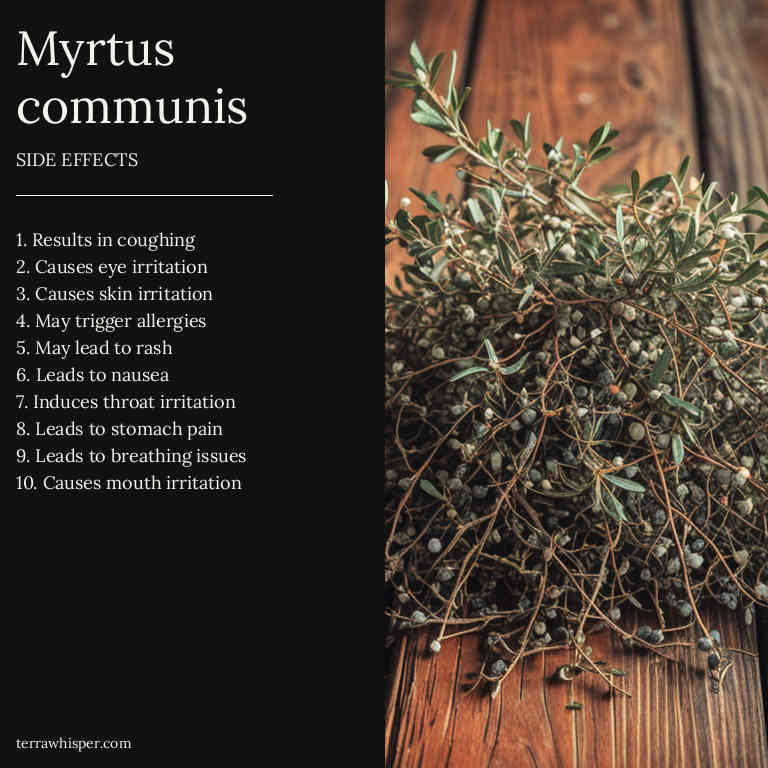 Myrtus
communis
SIDE EFFECTS
1. Results in coughing
2. Causes eye irritation
3. Causes skin irritation
4. May trigger allergies
5. May lead to rash
6. Leads to nausea
7. Induces throat irritation
8. Leads to stomach pain
9. Leads to breathing issues
10. Causes mouth irritation
terrawhisper.com